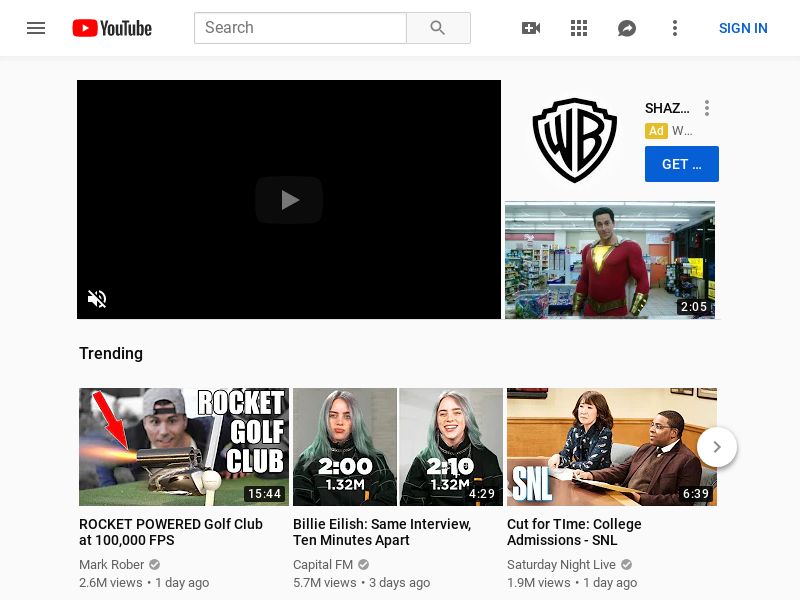 YouTube
Search
SIGN IN
WB
SHAZ...
Ad W...
GET ...
2:05
Trending
ROCKET
GOLF
CLUB
15:44
2:00
1.32M
2:10
1.32M
4:29
SNL
6:39
ROCKET POWERED Golf Club
at 100,000 FPS
Mark Rober
2.6M views • 1 day ago
Billie Eilish: Same Interview,
Ten Minutes Apart
Capital FM
5.7M views • 3 days ago
Cut for TIme: College
Admissions - SNL
Saturday Night Live
1.9M views • 1 day ago